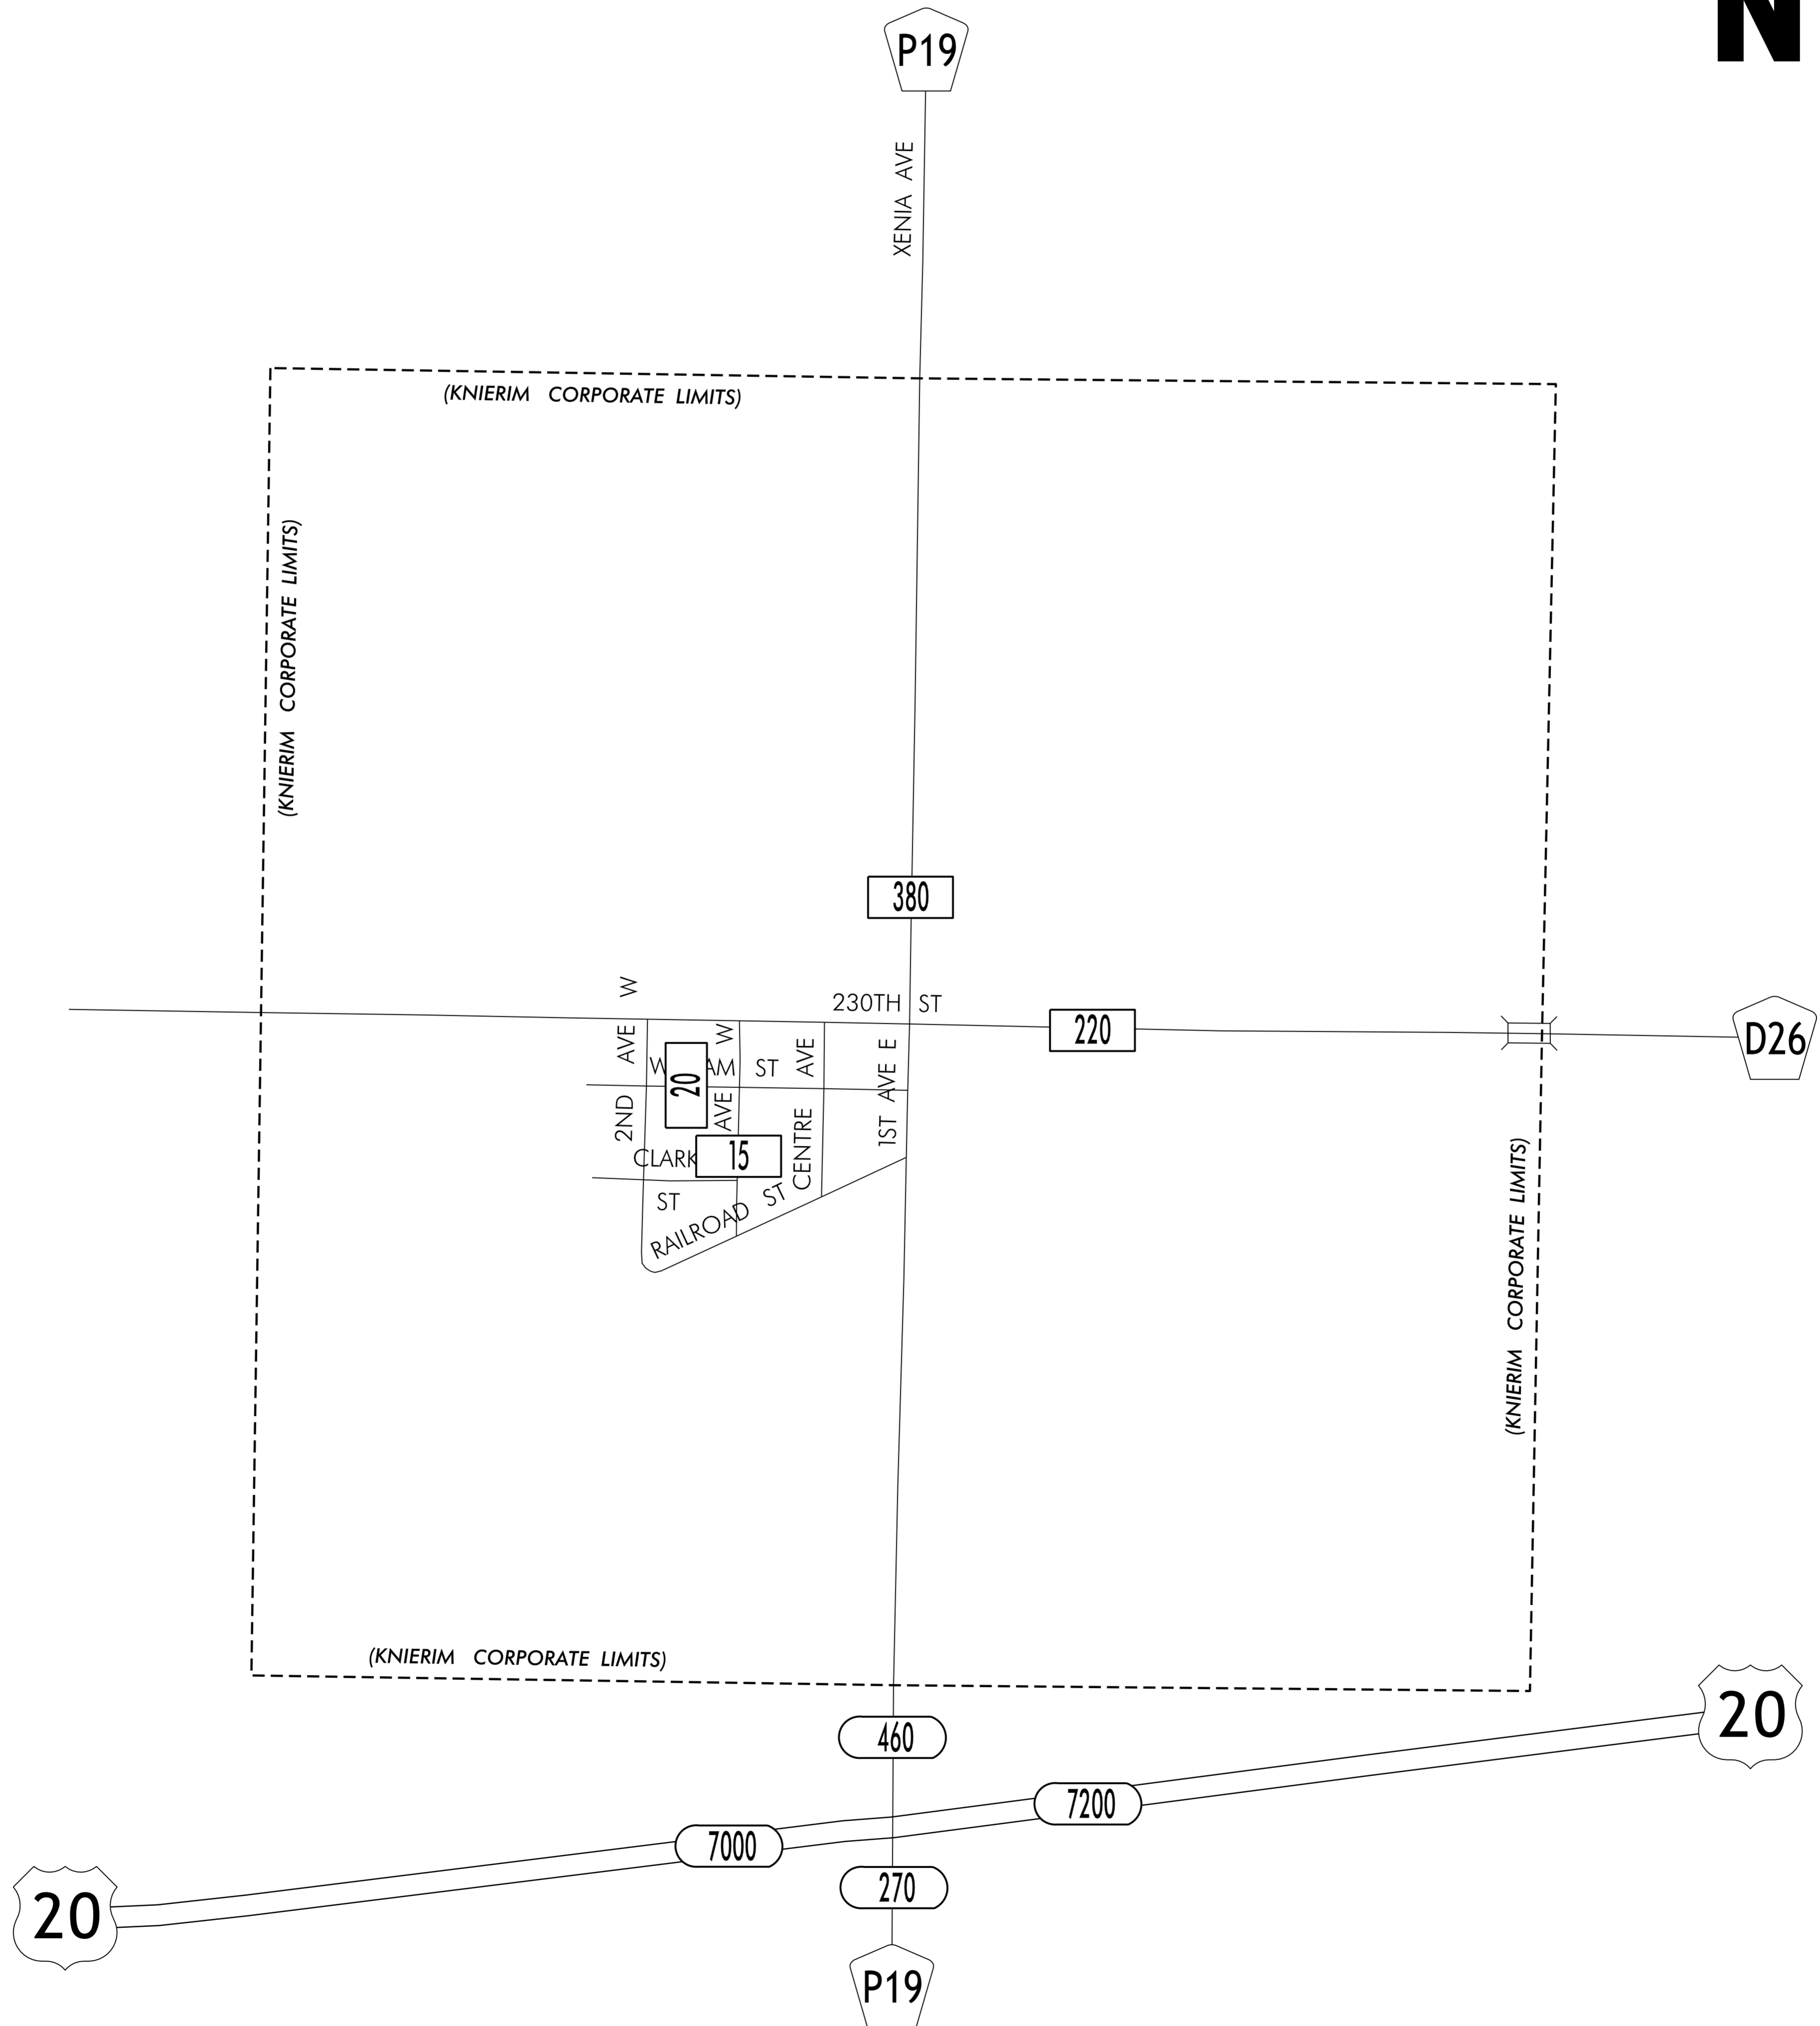 N
P19
XENIA AVE
(KNIERIM CORPORATE LIMITS)
(KNIERIM CORPORATE LIMITS)
380
230TH ST
220
D26
2ND AVE W
AVE W
ST
20
CENTRE AVE
1ST AVE E
CLARK
15
ST
RAILROAD ST
(KNIERIM CORPORATE LIMITS)
(KNIERIM CORPORATE LIMITS)
460
20
7200
7000
270
20
P19